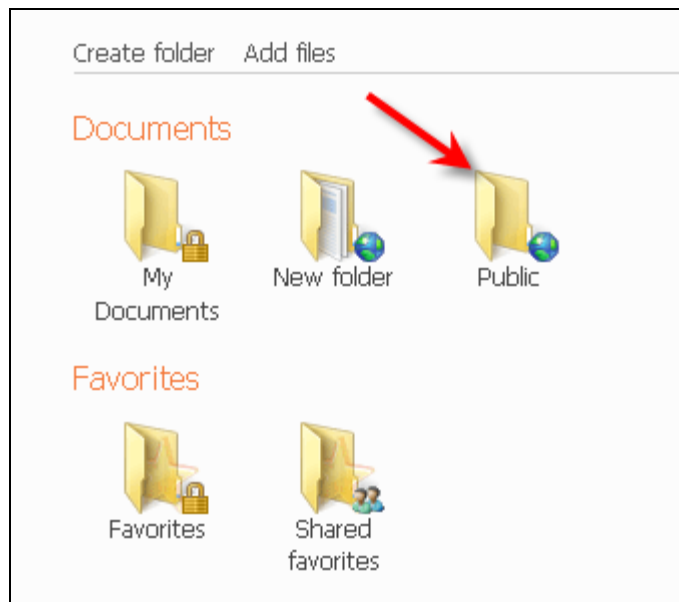 Create folder Add files
Documents
My
Documents
New folder
Public
Favorites
Favorites
Shared
favorites